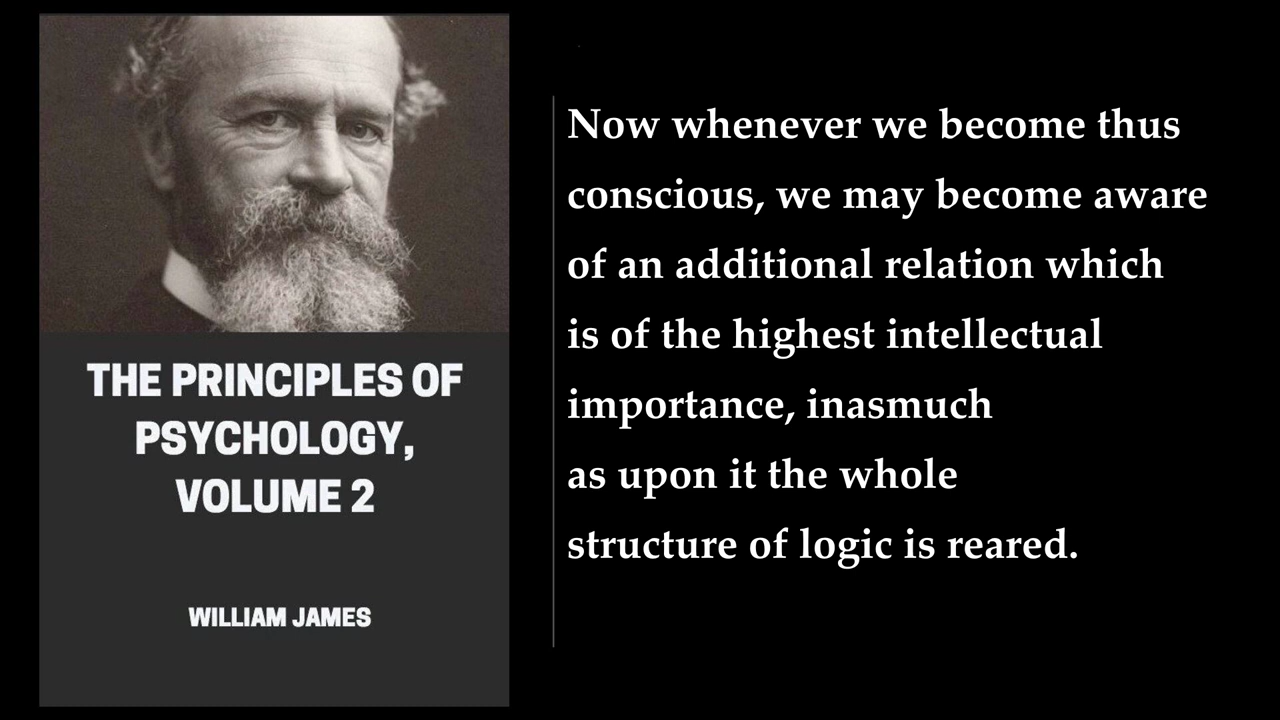 THE PRINCIPLES OF
PSYCHOLOGY,
VOLUME 2
WILLIAM JAMES
Now whenever we become thus
conscious, we may become aware
of an additional relation which
is of the highest intellectual
importance, inasmuch
as upon it the whole
structure of logic is reared.